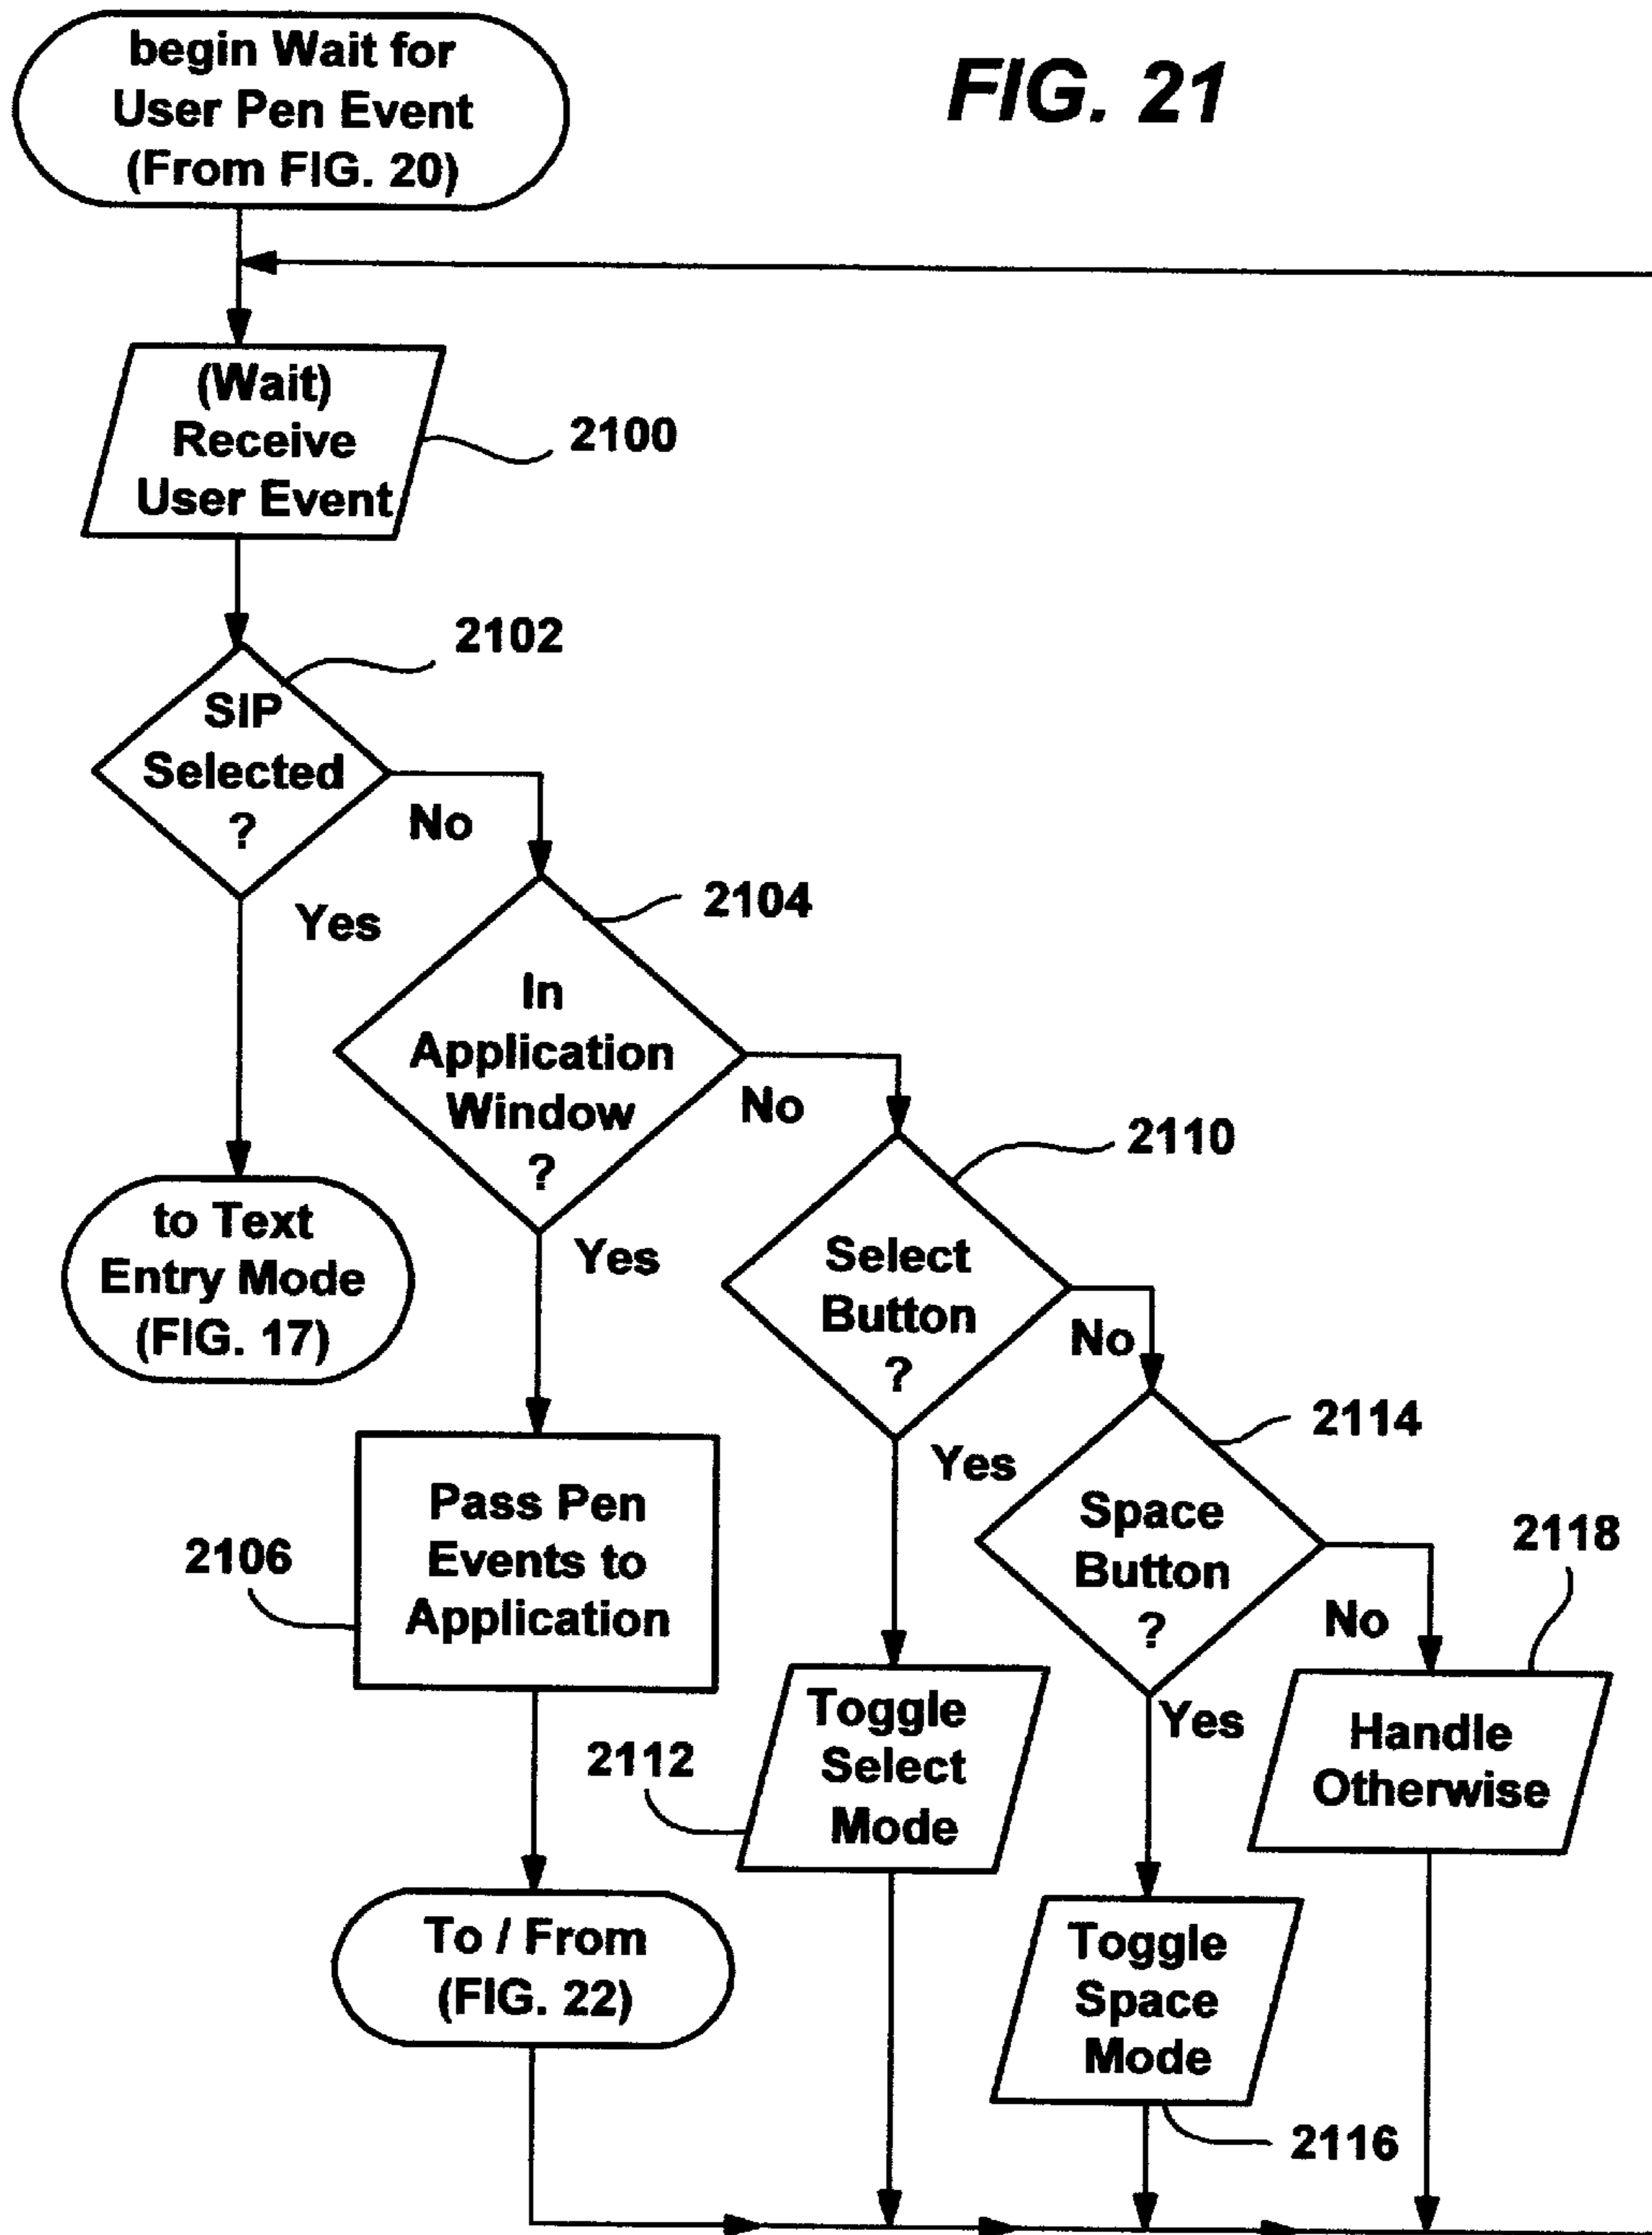 begin Wait for
User Pen Event
(From FIG. 20)
FIG. 21
(Wait)
Receive
User Event
2100
2102
SIP
Selected
?
No
Yes
2104
In
Application
Window
?
No
Yes
to Text
Entry Mode
(FIG. 17)
2110
Select
Button
?
No
Yes
2114
Space
Button
?
No
Yes
2106
Pass Pen
Events to
Application
2118
Handle
Otherwise
2112
Toggle
Select
Mode
To / From
(FIG. 22)
Toggle
Space
Mode
2116